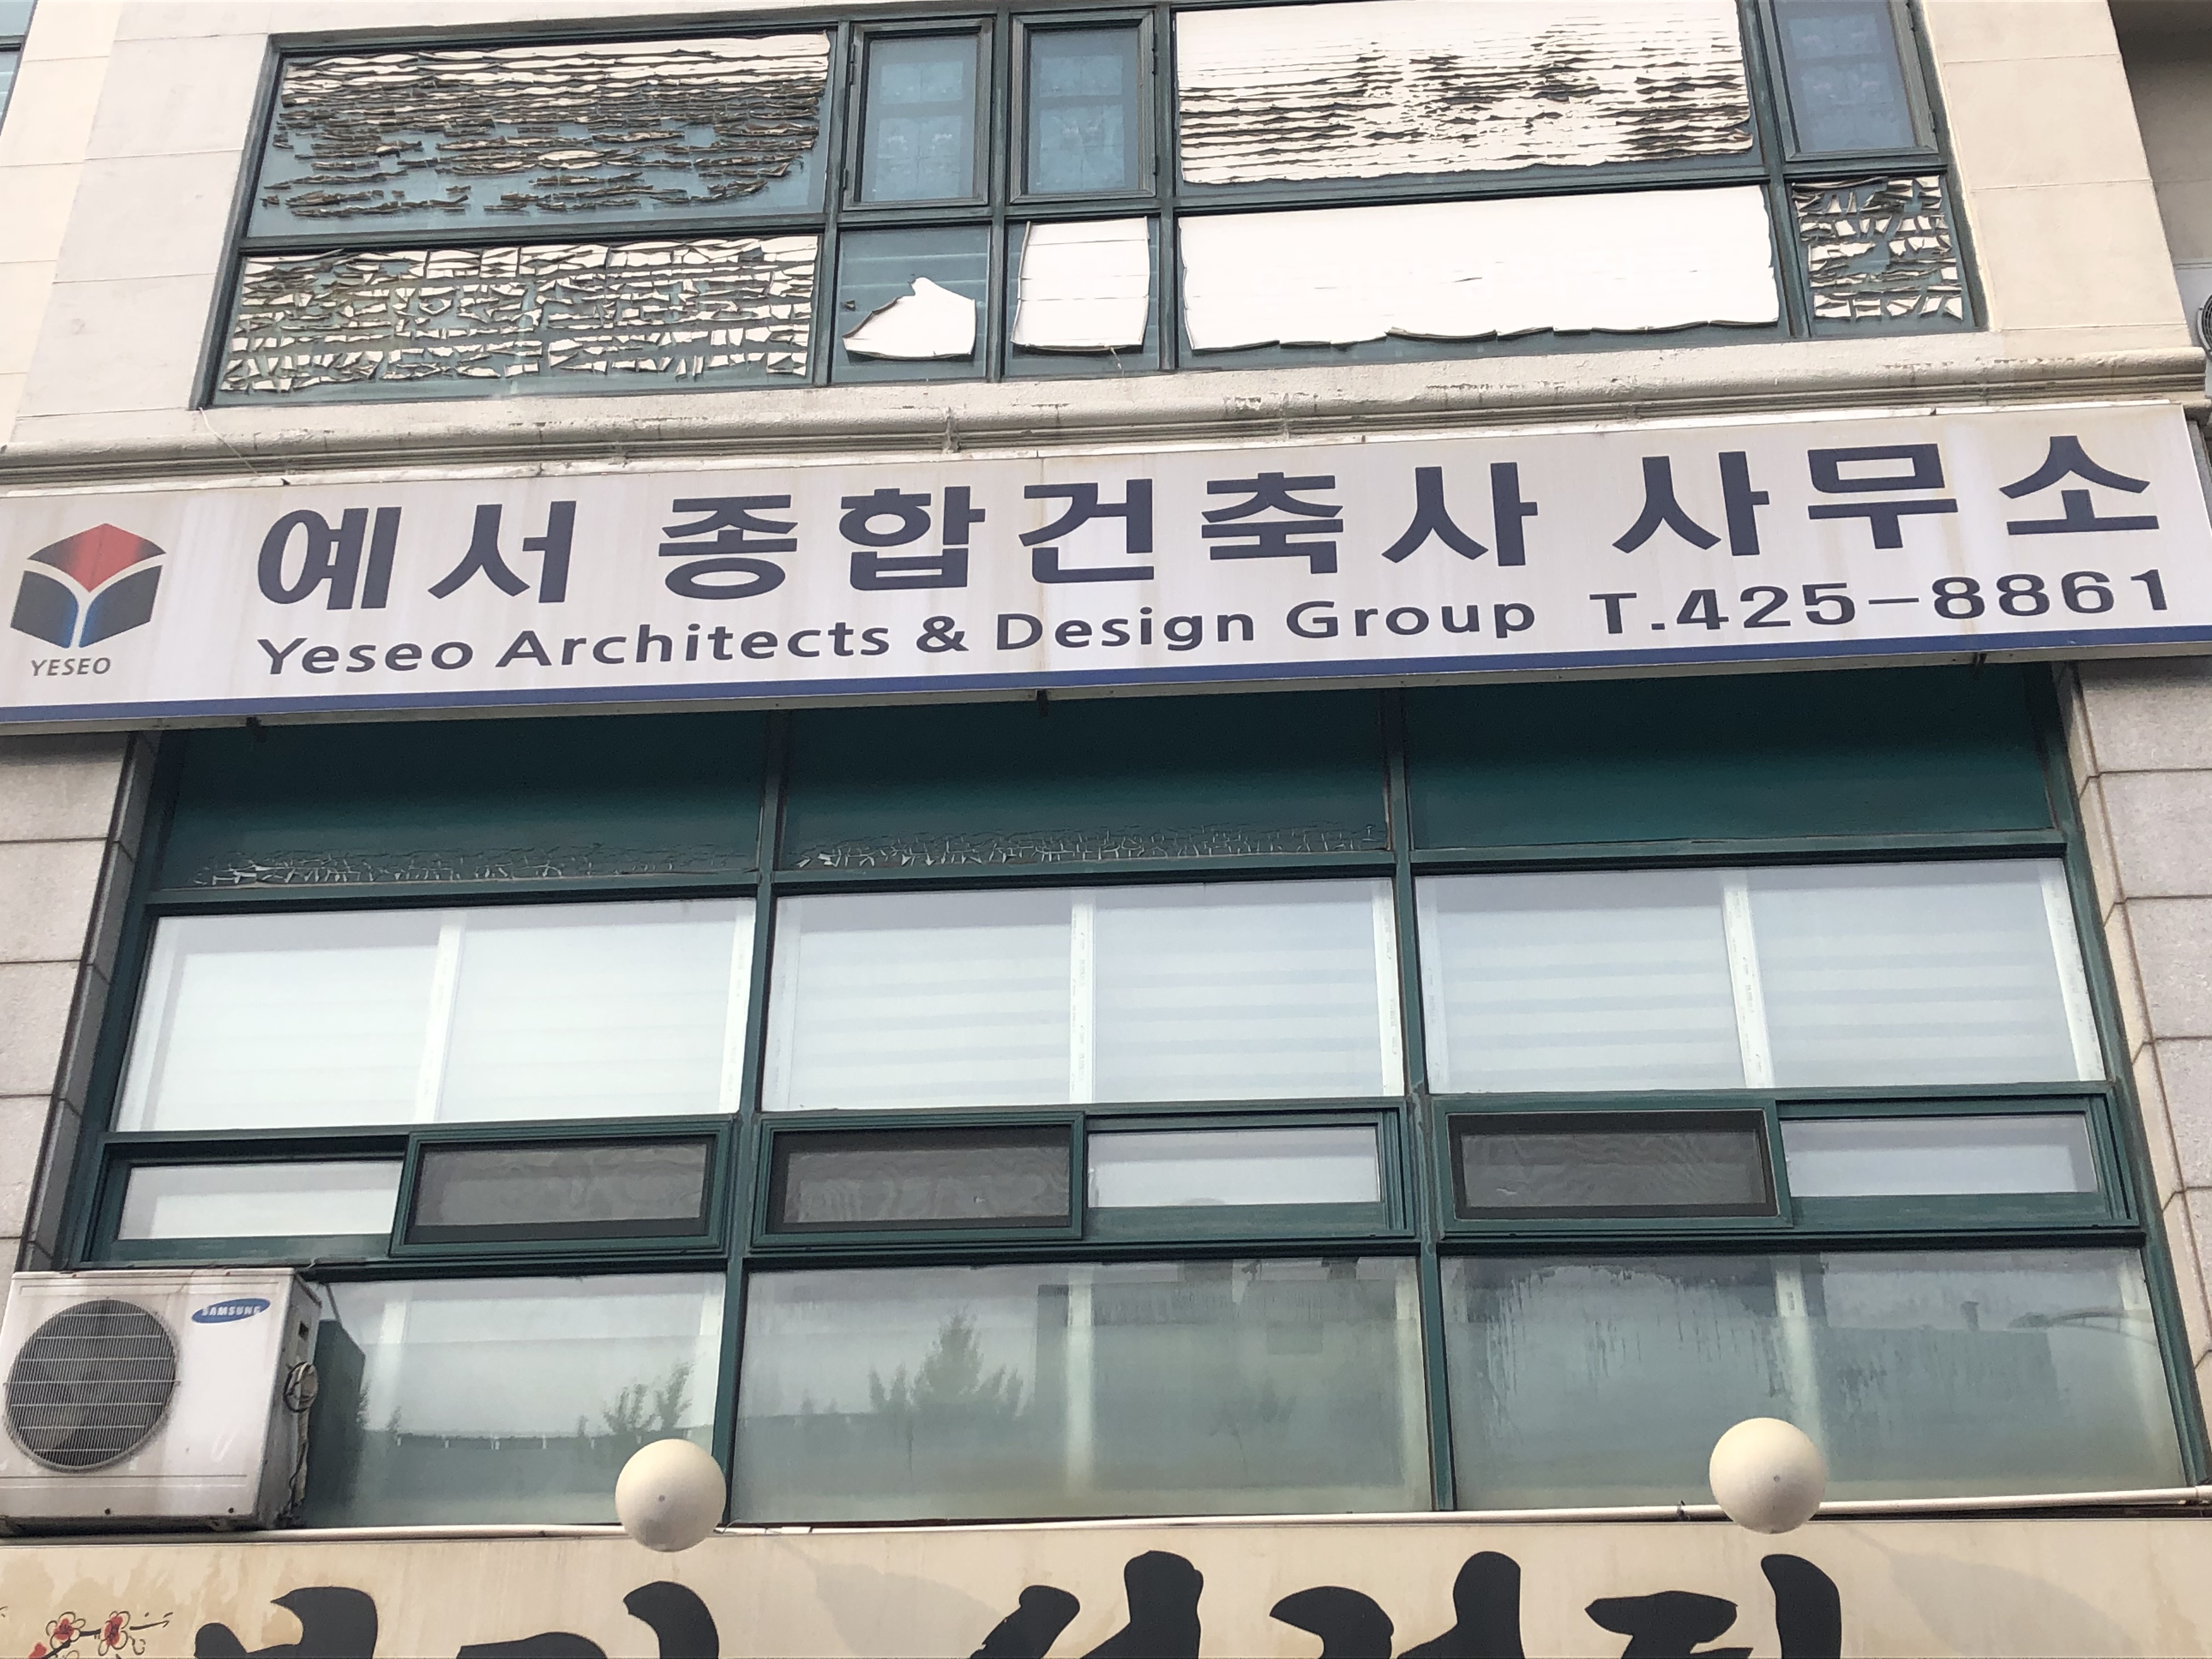 예서 종합건축사 사무소
Yeseo Architects & Design Group T.425-8861
YESEO
SAMSUNG